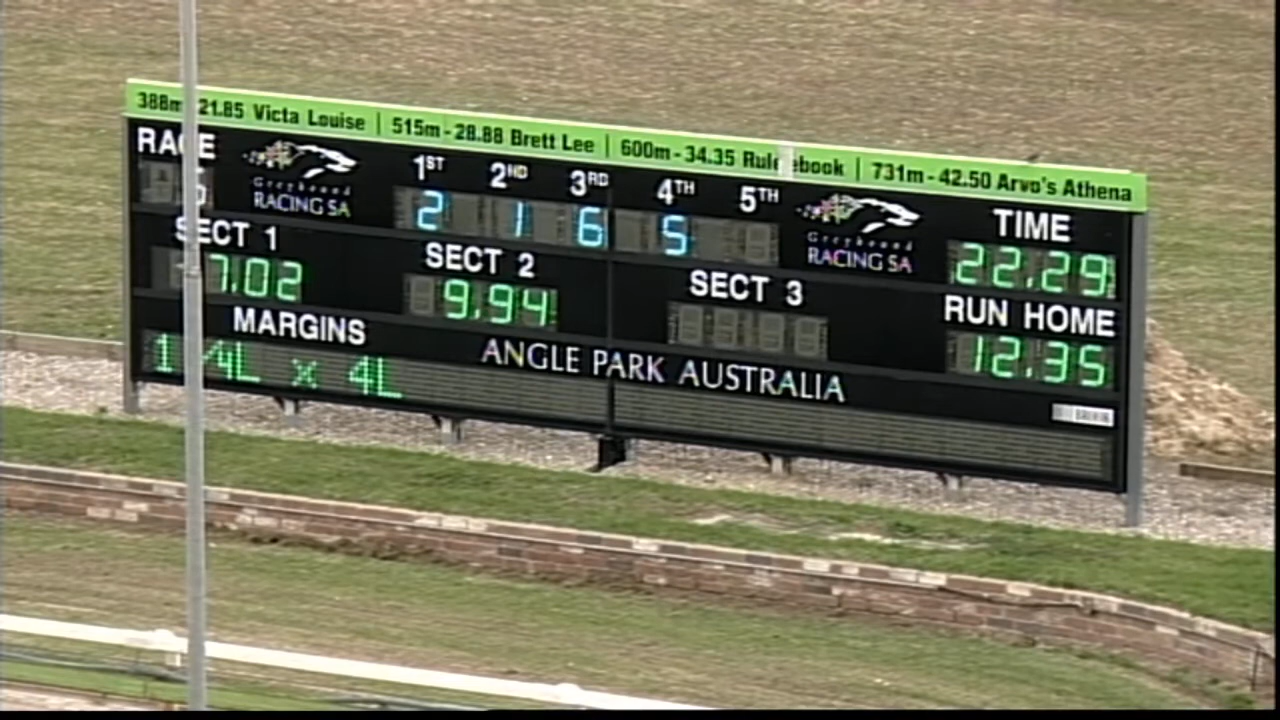 388m - 21.85 Victa Louise | 515m - 28.88 Brett Lee | 600m - 34.35 Rulebook | 731m - 42.50 Arvo's Athena
RACE
Greyhound
RACING SA
1ST 2ND 3RD 4TH 5TH
2 1 6 5
Greyhound
RACING SA
TIME
22.29
SECT 1
7.02
SECT 2
9.94
SECT 3
RUN HOME
12.35
MARGINS
1 4L x 4L
ANGLE PARK AUSTRALIA